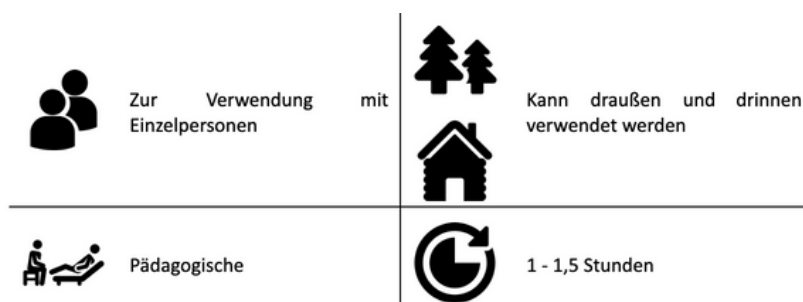 Zur Verwendung mit
Einzelpersonen
Kann draußen und drinnen
verwendet werden
Pädagogische
1 - 1,5 Stunden